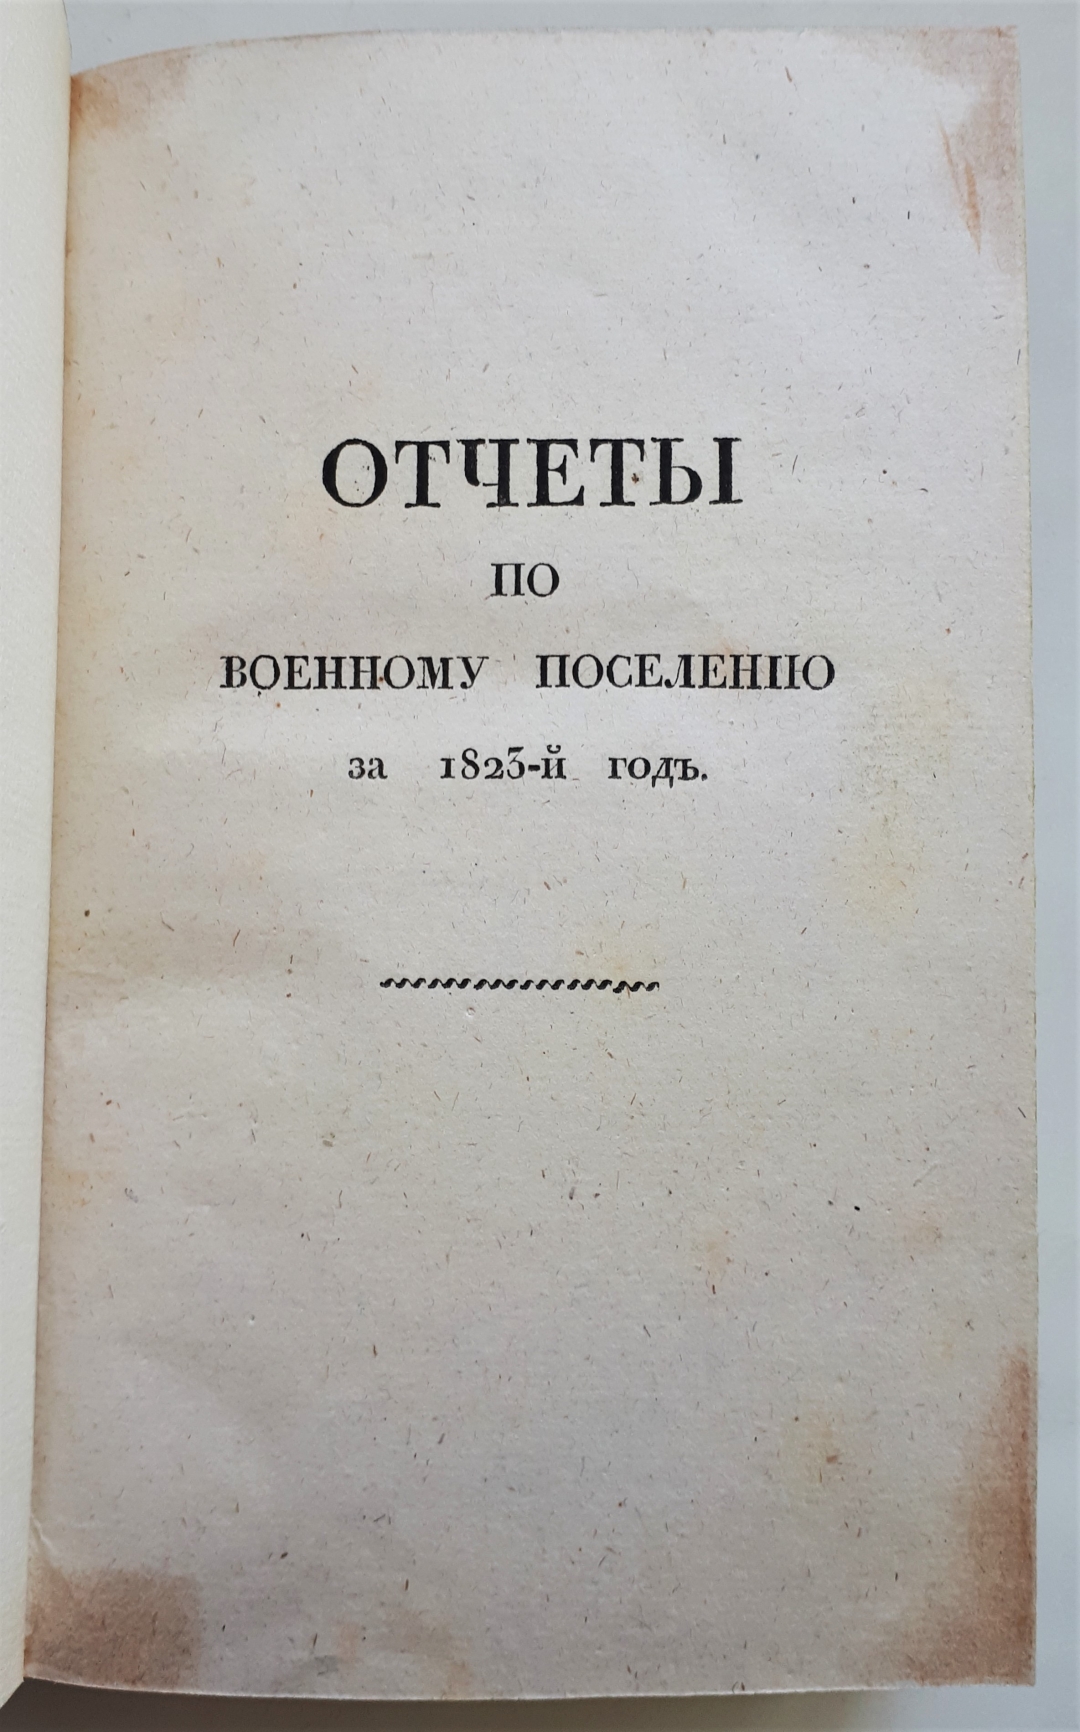 ОТЧЕТЫ
ПО
ВОЕННОМУ ПОСЕЛЕНІЮ
за 1823-й годъ.